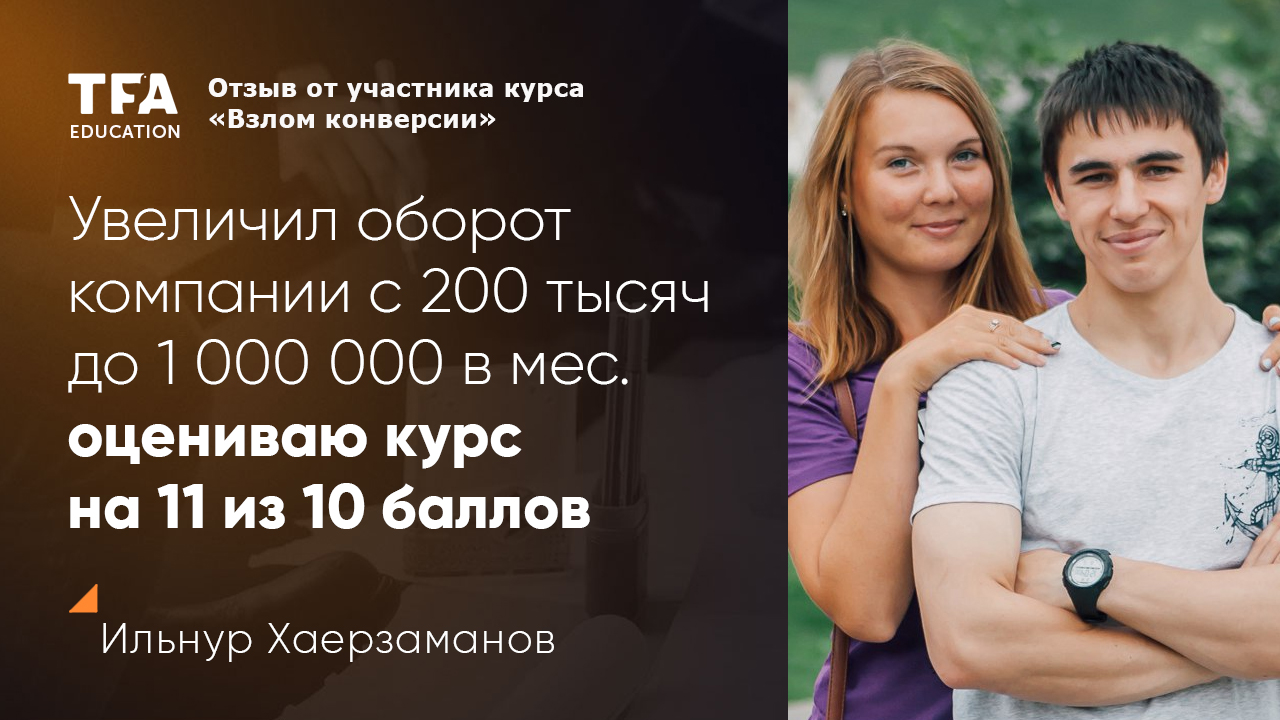 TFA
EDUCATION
Отзыв от участника курса
«Взлом конверсии»
Увеличил оборот
компании с 200 тысяч
до 1 000 000 в мес.
оцениваю курс
на 11 из 10 баллов
Ильнур Хаерзаманов